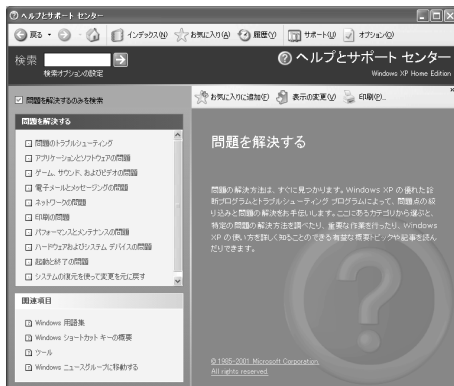 ヘルプとサポート センター
戻る
インデックス(N)
お気に入り(A)
履歴(Y)
サポート(U)
オプション(O)
検索
検索オプションの設定
ヘルプとサポート センター
Windows XP Home Edition
問題を解決するのみを検索
お気に入りに追加(F)
表示の変更(V)
印刷(P)...
問題を解決する
問題のトラブルシューティング
アプリケーションとソフトウェアの問題
ゲーム、サウンド、およびビデオの問題
電子メールとメッセージングの問題
ネットワークの問題
印刷の問題
パフォーマンスとメンテナンスの問題
ハードウェアおよびシステム デバイスの問題
起動と終了の問題
システムの復元を使って変更を元に戻す
関連項目
Windows 用語集
Windows ショートカット キーの概要
ツール
Windows ニュースグループに移動する
問題を解決する
問題の解決方法は、すぐに見つかります。Windows XP の優れた診
断プログラムとトラブルシューティング プログラムによって、問題点の絞
り込みと問題の解決をお手伝いします。ここにあるカテゴリから選ぶと、
特定の問題の解決方法を調べたり、重要な作業を行ったり、Windows
XP の使い方を詳しく知ることのできる有益な概要トピックや記事を読ん
だりできます。
© 1985-2001 Microsoft Corporation.
All rights reserved.